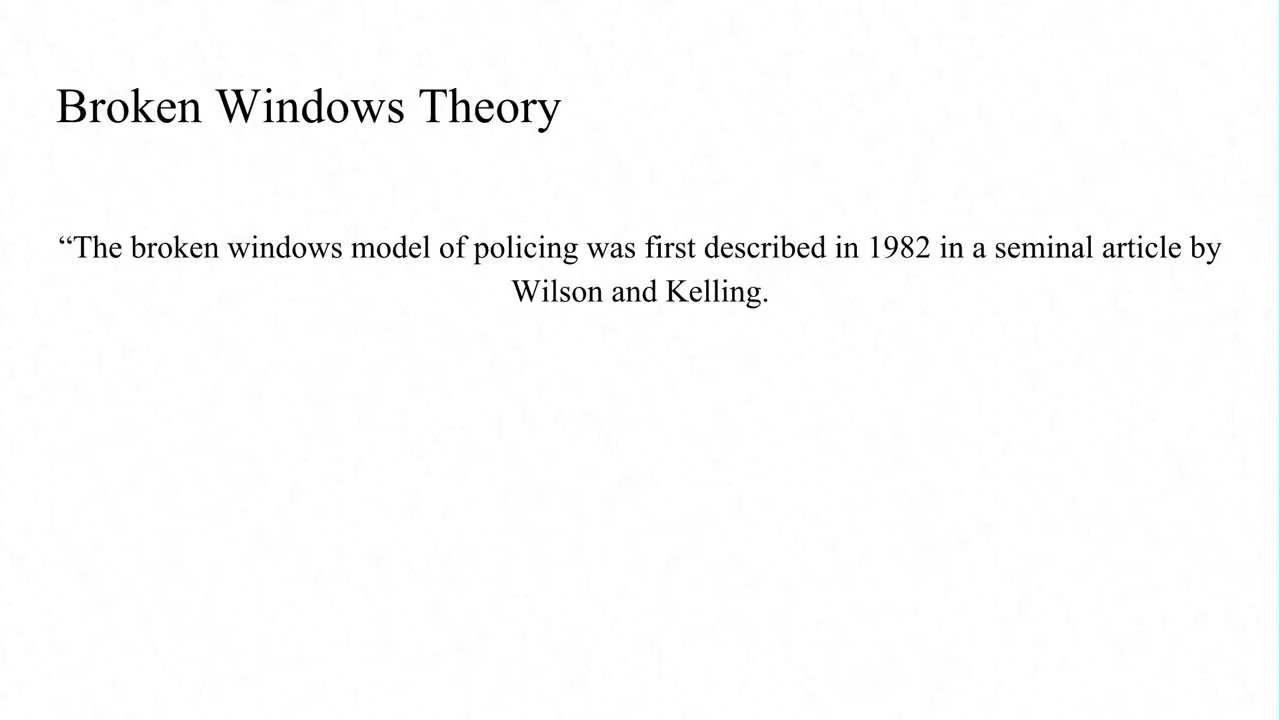 Broken Windows Theory
“The broken windows model of policing was first described in 1982 in a seminal article by
Wilson and Kelling.